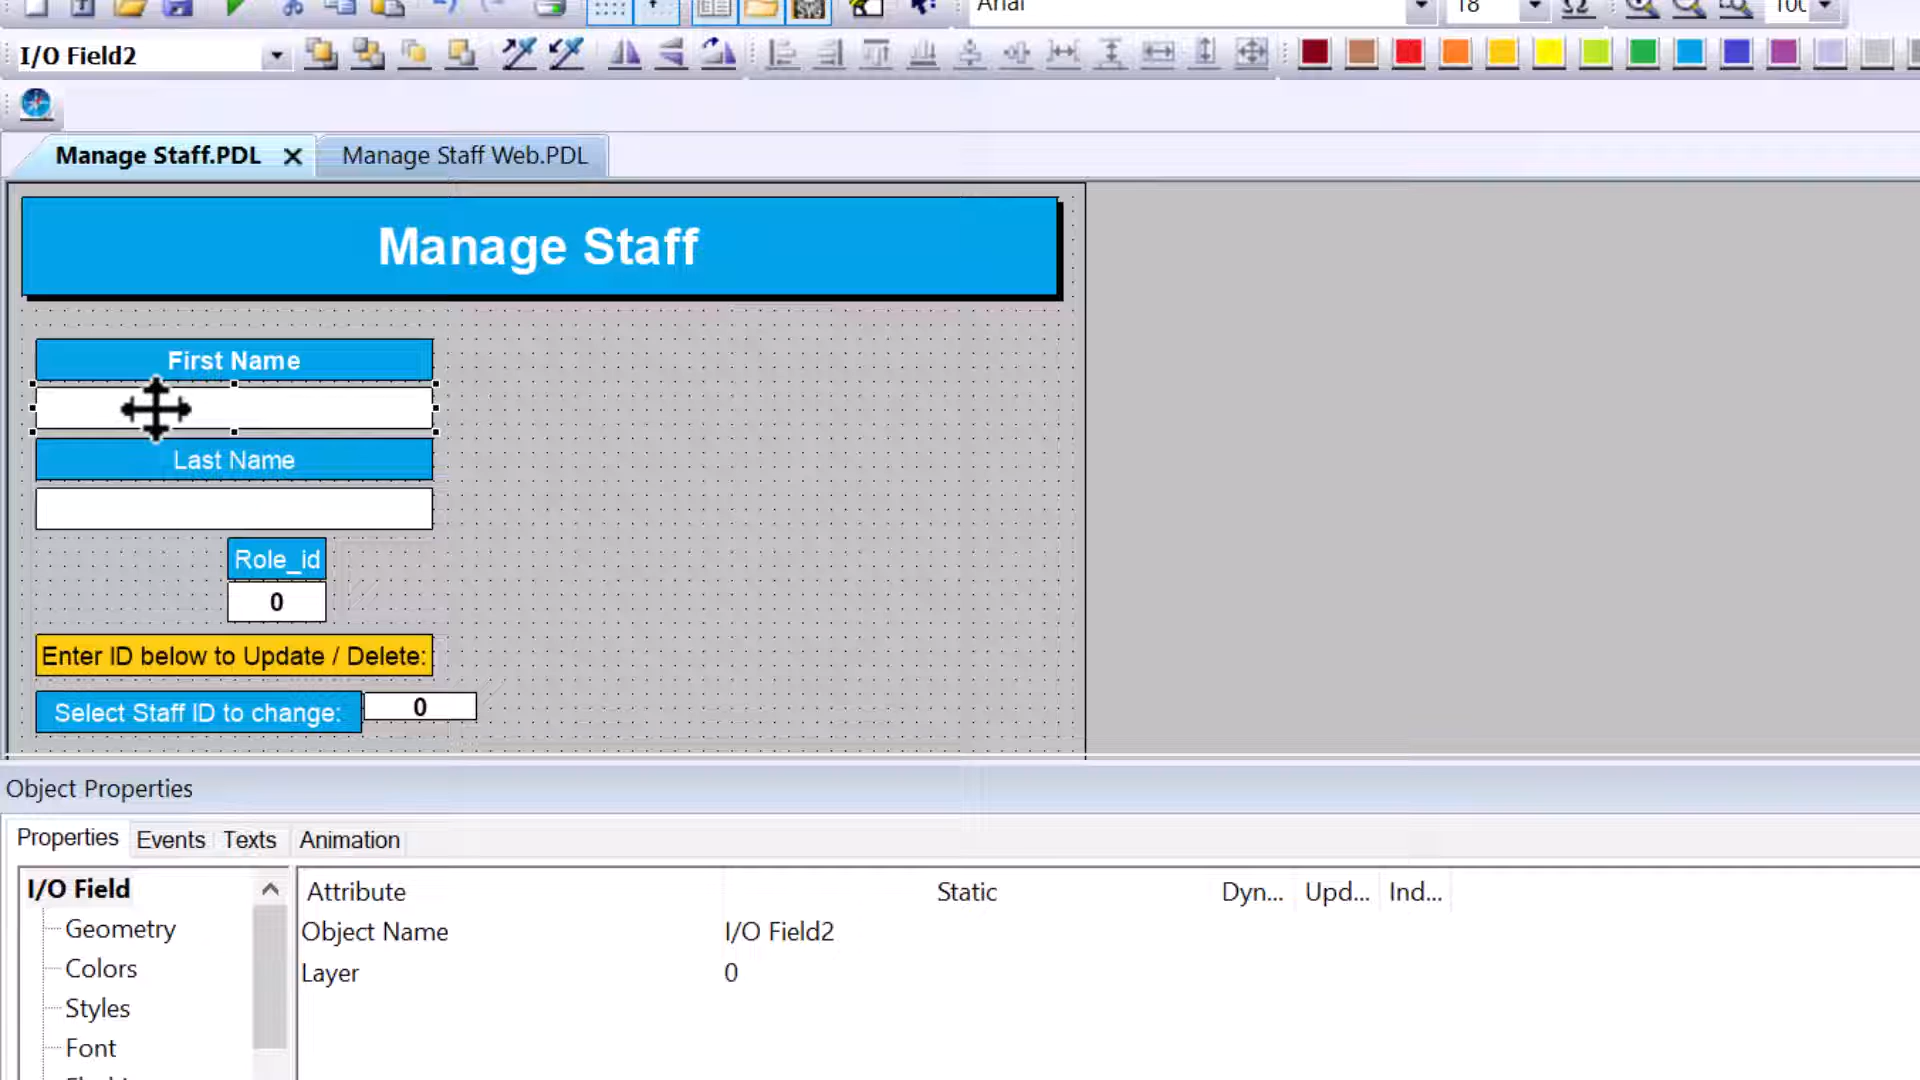 Arial 18
I/O Field2
Manage Staff.PDL Manage Staff Web.PDL
Manage Staff
First Name
Last Name
Role_id
0
Enter ID below to Update / Delete:
Select Staff ID to change: 0
Object Properties
Properties Events Texts Animation
I/O Field Attribute Static Dyn... Upd... Ind...
Geometry Object Name I/O Field2
Colors Layer 0
Styles
Font